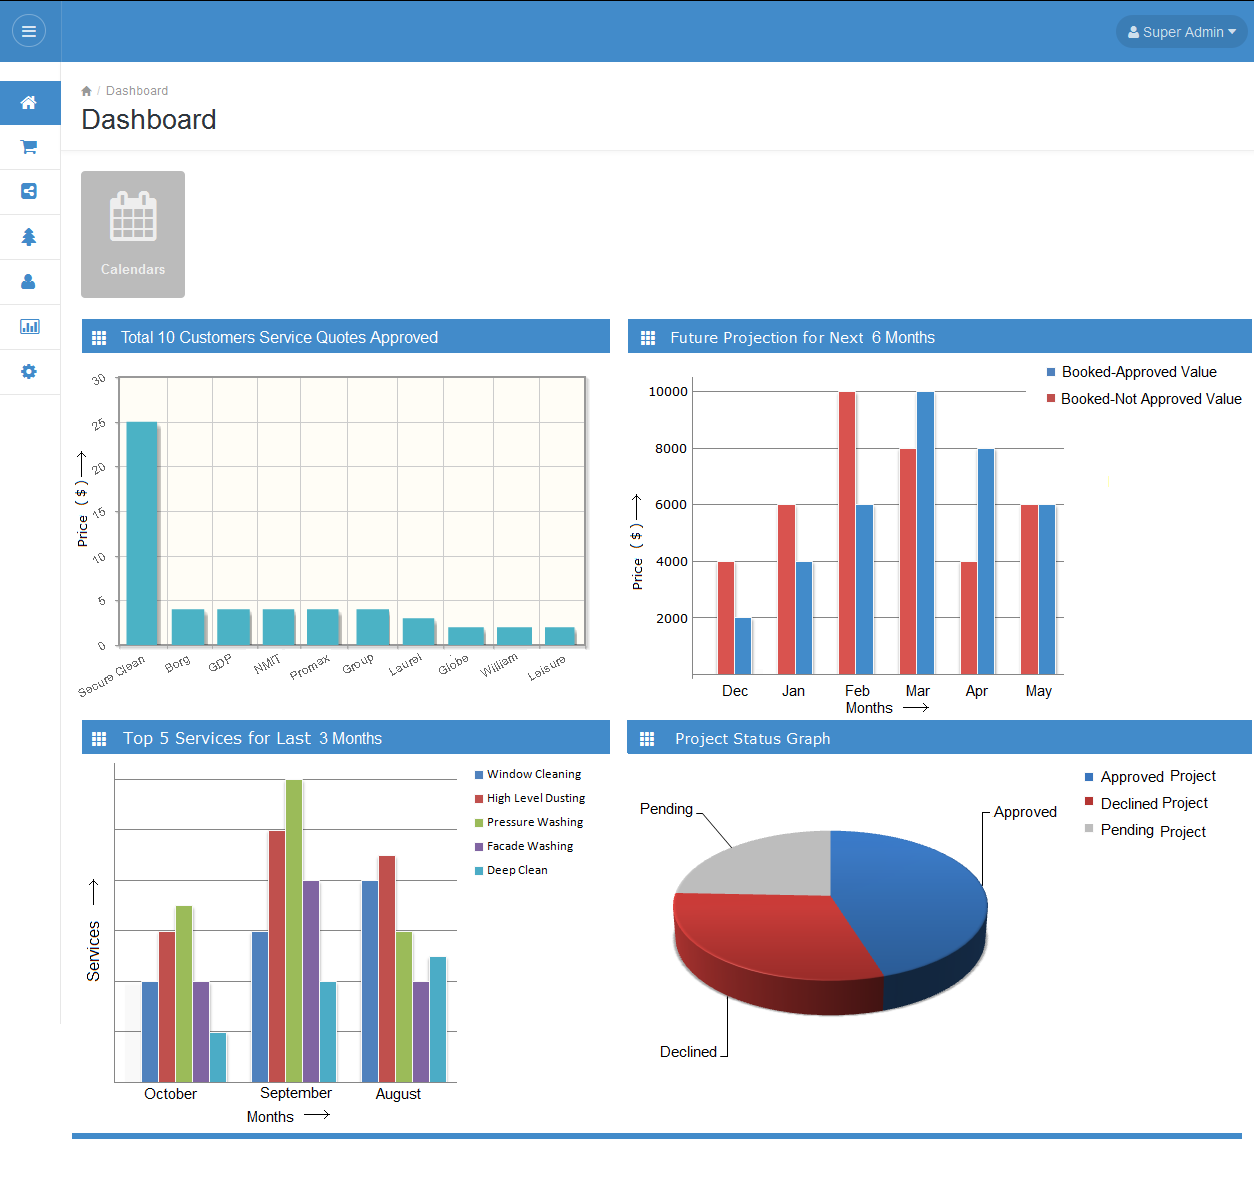 Super Admin
/ Dashboard
Dashboard
Calendars
Total 10 Customers Service Quotes Approved
30
25
20
15
10
5
0
Price ( $ )
Secure Clean
Borg
GDP
NMIT
Promax
Group
Laurel
Globe
William
Leisure
Future Projection for Next 6 Months
Booked-Approved Value
Booked-Not Approved Value
10000
8000
6000
4000
2000
Price ( $ )
Dec
Jan
Feb
Mar
Apr
May
Months
Top 5 Services for Last 3 Months
Window Cleaning
High Level Dusting
Pressure Washing
Facade Washing
Deep Clean
Services
October
September
August
Months
Project Status Graph
Approved Project
Declined Project
Pending Project
Pending
Approved
Declined